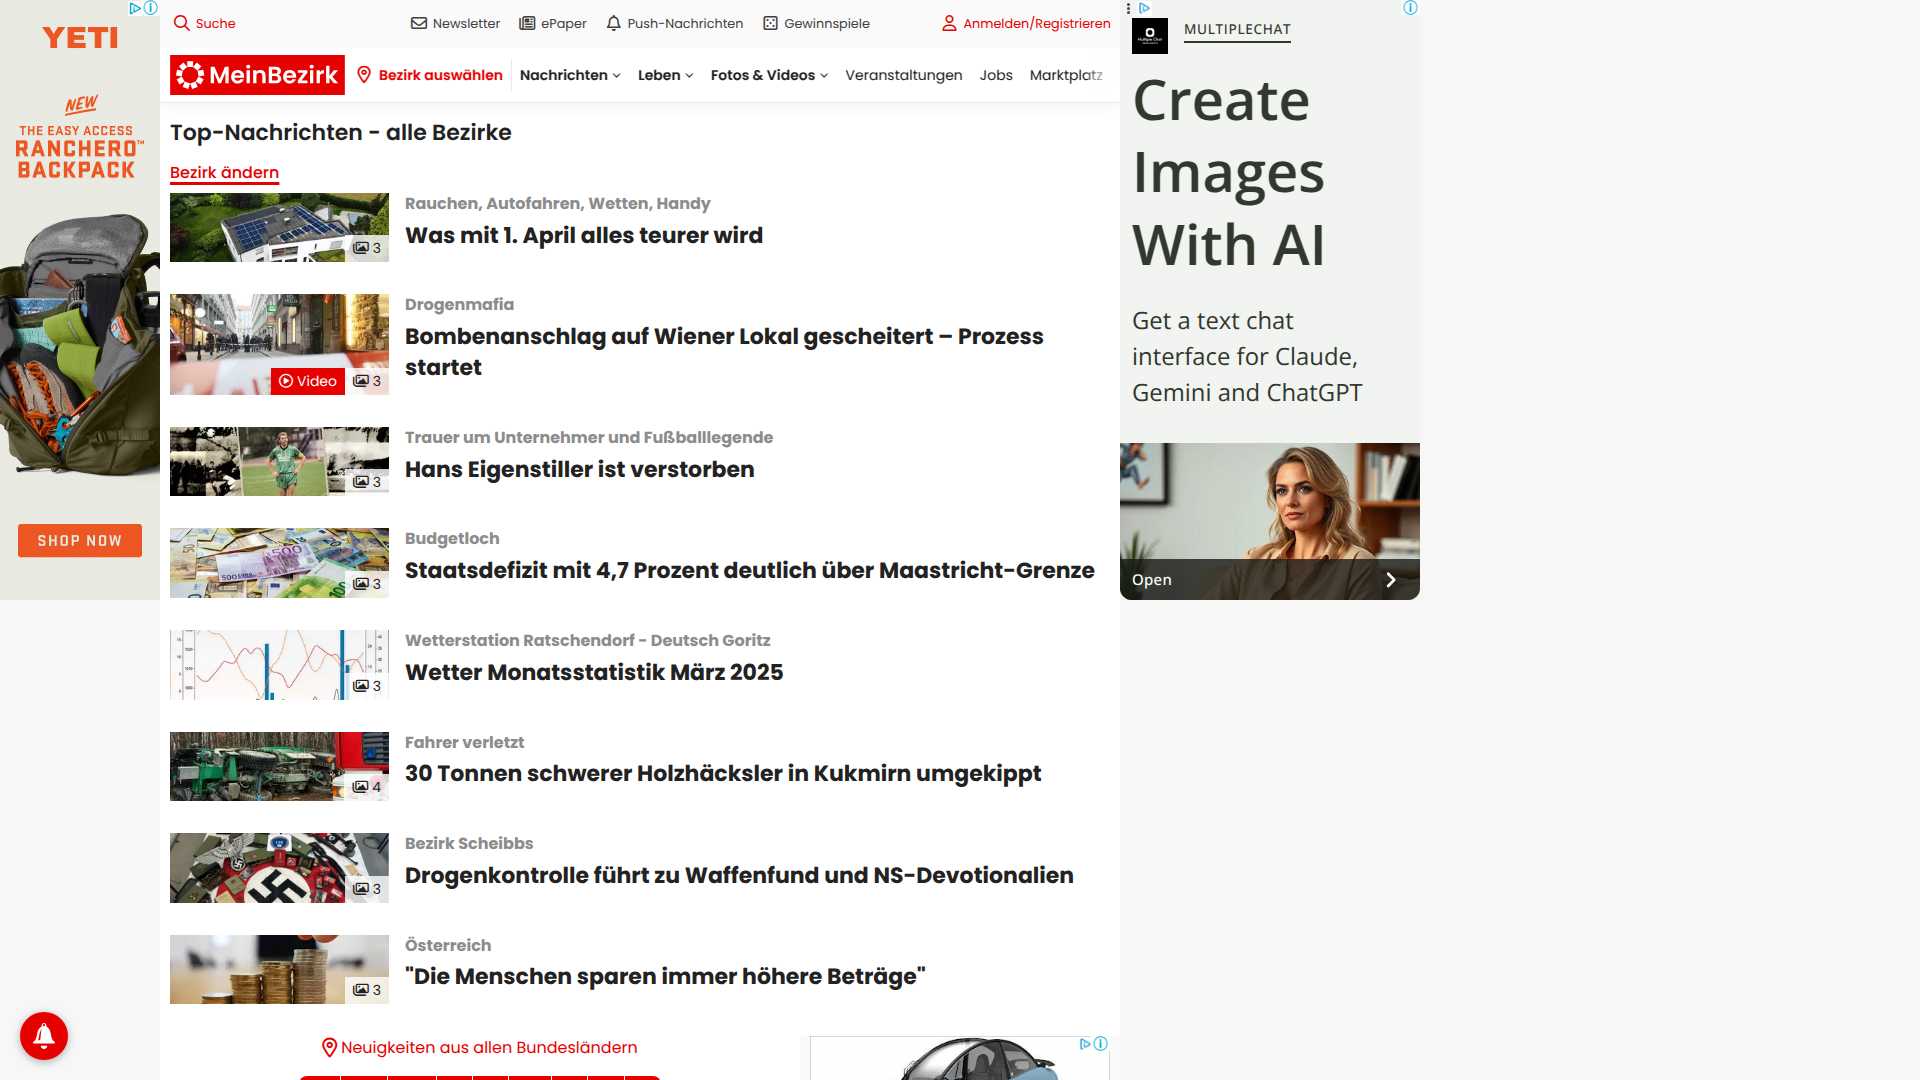 YETI
NEW
THE EASY ACCESS
RANCHERO™
BACKPACK
SHOP NOW
Suche
Newsletter
ePaper
Push-Nachrichten
Gewinnspiele
Anmelden/Registrieren
MeinBezirk
Bezirk auswählen
Nachrichten
Leben
Fotos & Videos
Veranstaltungen
Jobs
Marktplatz
Top-Nachrichten - alle Bezirke
Bezirk ändern
3
Rauchen, Autofahren, Wetten, Handy
Was mit 1. April alles teurer wird
Video
3
Drogenmafia
Bombenanschlag auf Wiener Lokal gescheitert – Prozess
startet
3
Trauer um Unternehmer und Fußballlegende
Hans Eigenstiller ist verstorben
3
Budgetloch
Staatsdefizit mit 4,7 Prozent deutlich über Maastricht-Grenze
3
Wetterstation Ratschendorf - Deutsch Goritz
Wetter Monatsstatistik März 2025
4
Fahrer verletzt
30 Tonnen schwerer Holzhäcksler in Kukmirn umgekippt
3
Bezirk Scheibbs
Drogenkontrolle führt zu Waffenfund und NS-Devotionalien
3
Österreich
"Die Menschen sparen immer höhere Beträge"
Neuigkeiten aus allen Bundesländern
MULTIPLECHAT
Create
Images
With AI
Get a text chat
interface for Claude,
Gemini and ChatGPT
Open